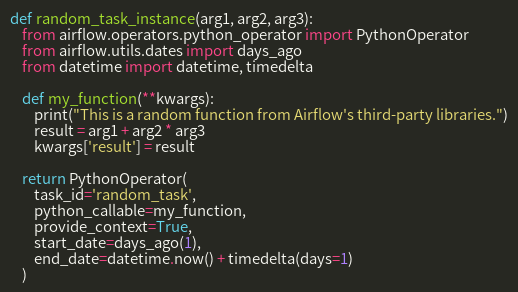 def random_task_instance(arg1, arg2, arg3):
from airflow.operators.python_operator import PythonOperator
from airflow.utils.dates import days_ago
from datetime import datetime, timedelta
def my_function(**kwargs):
print("This is a random function from Airflow's third-party libraries.")
result = arg1 + arg2 * arg3
kwargs['result'] = result
return PythonOperator(
task_id='random_task',
python_callable=my_function,
provide_context=True,
start_date=days_ago(1),
end_date=datetime.now() + timedelta(days=1)
)